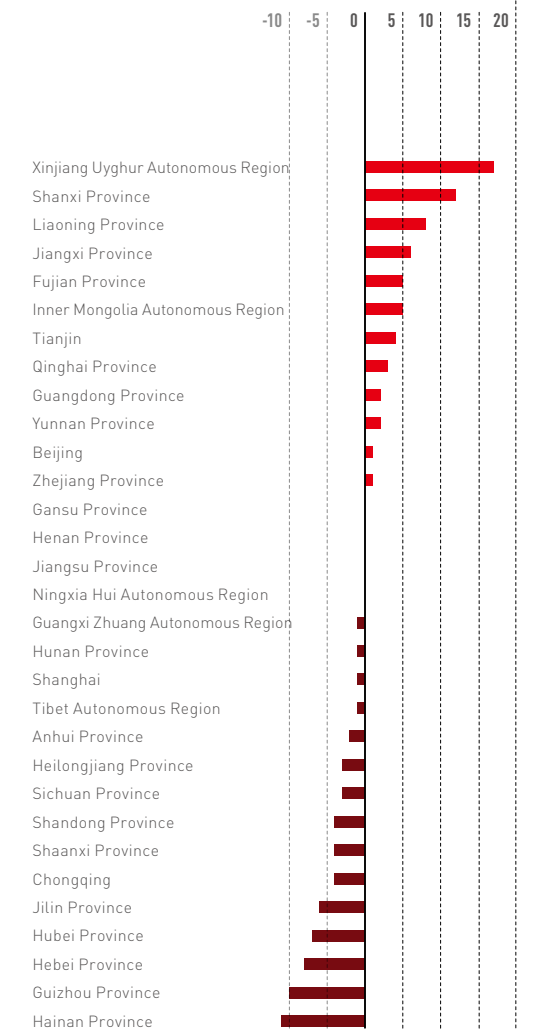 -10 -5 0 5 10 15 20
Xinjiang Uyghur Autonomous Region
Shanxi Province
Liaoning Province
Jiangxi Province
Fujian Province
Inner Mongolia Autonomous Region
Tianjin
Qinghai Province
Guangdong Province
Yunnan Province
Beijing
Zhejiang Province
Gansu Province
Henan Province
Jiangsu Province
Ningxia Hui Autonomous Region
Guangxi Zhuang Autonomous Region
Hunan Province
Shanghai
Tibet Autonomous Region
Anhui Province
Heilongjiang Province
Sichuan Province
Shandong Province
Shaanxi Province
Chongqing
Jilin Province
Hubei Province
Hebei Province
Guizhou Province
Hainan Province